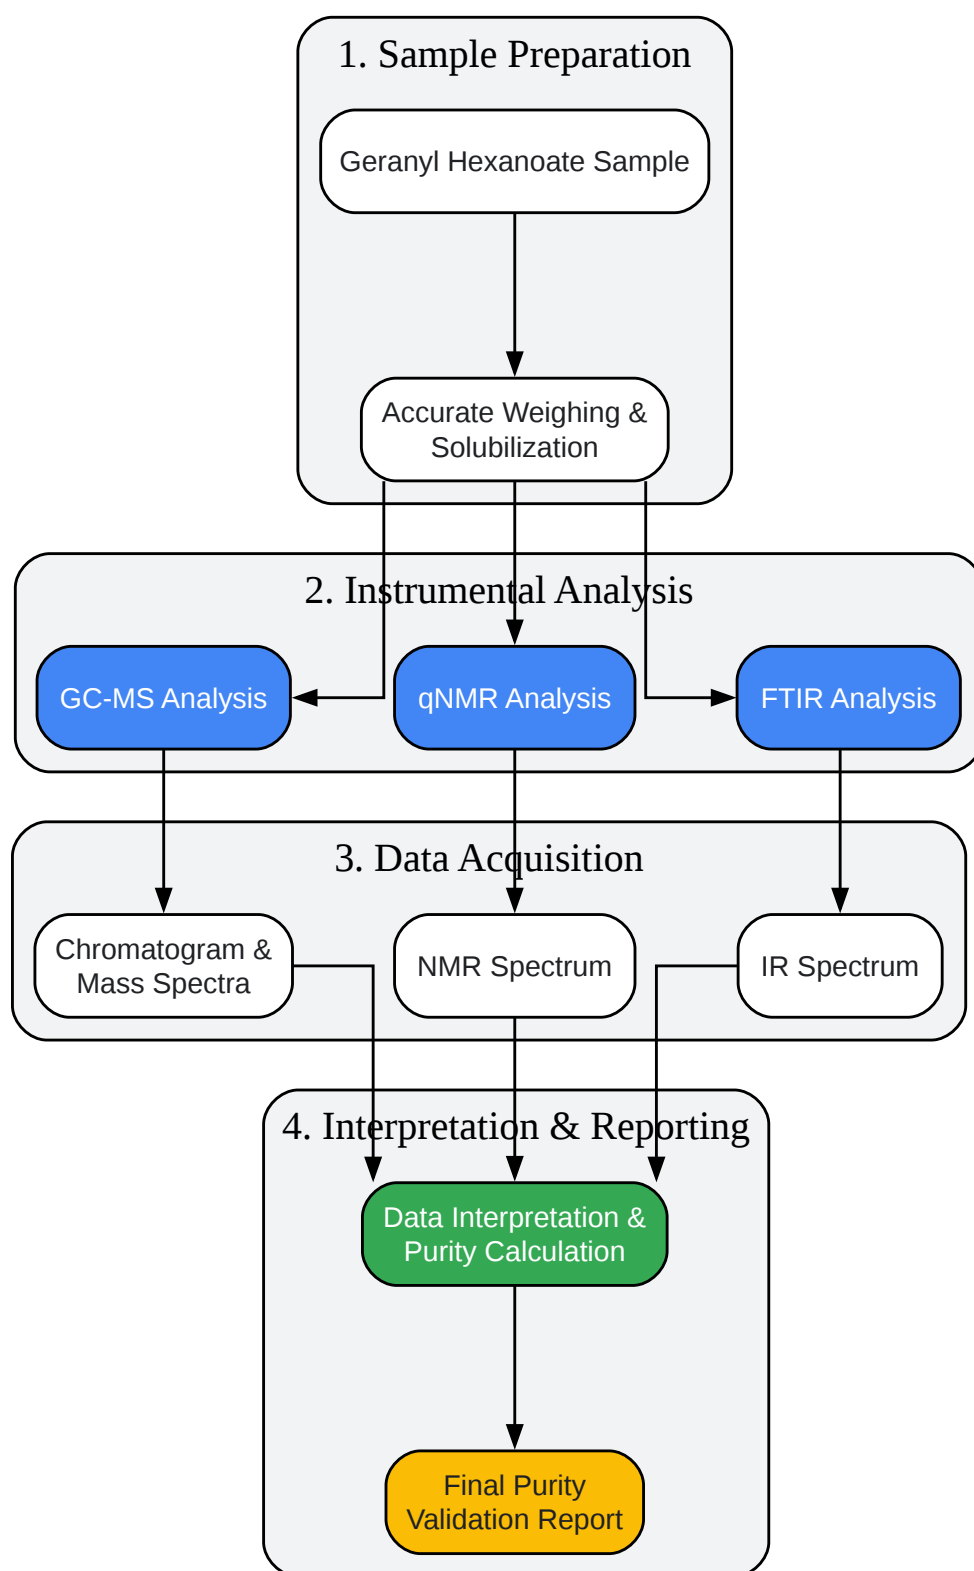 1. Sample Preparation
Geranyl Hexanoate Sample
Accurate Weighing &
Solubilization
2. Instrumental Analysis
GC-MS Analysis
qNMR Analysis
FTIR Analysis
3. Data Acquisition
Chromatogram &
Mass Spectra
NMR Spectrum
IR Spectrum
4. Interpretation & Reporting
Data Interpretation &
Purity Calculation
Final Purity
Validation Report